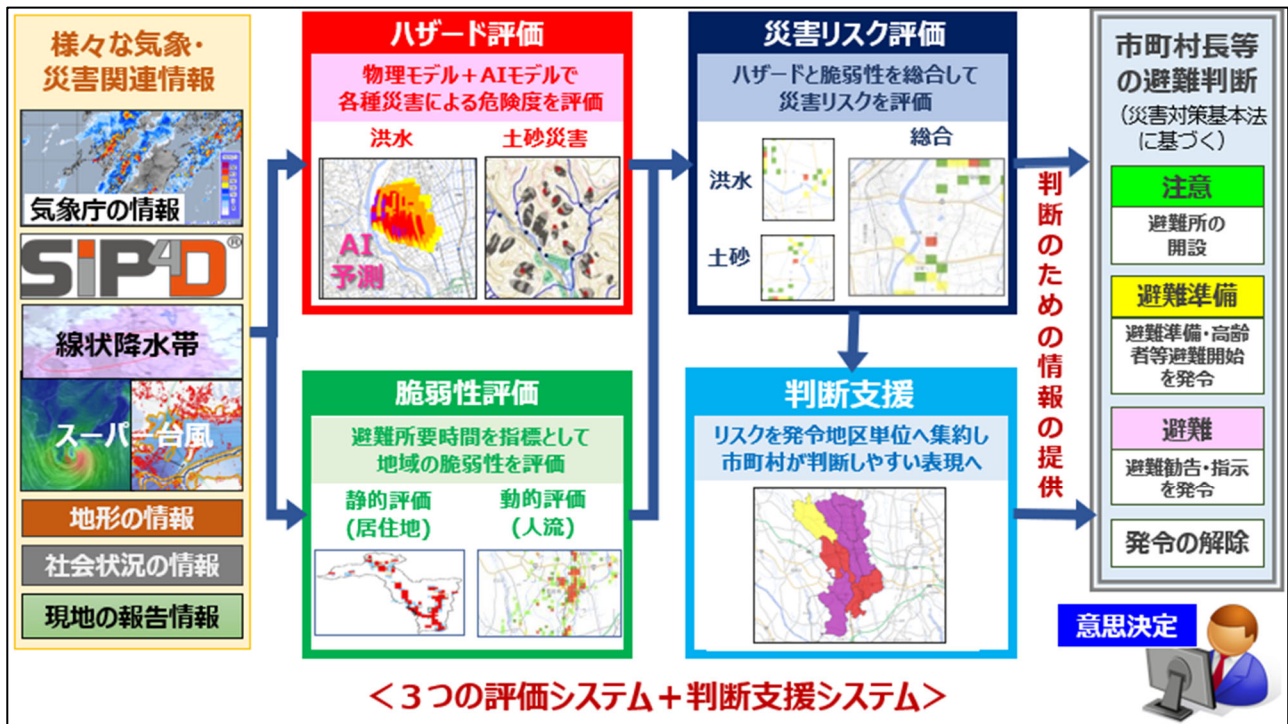 様々な気象・
災害関連情報
気象庁の情報
SIP4D®
線状降水帯
スーパー台風
地形の情報
社会状況の情報
現地の報告情報
ハザード評価
物理モデル＋AIモデルで
各種災害による危険度を評価
洪水
土砂災害
AI
予測
脆弱性評価
避難所要時間を指標として
地域の脆弱性を評価
静的評価
(居住地)
動的評価
(人流)
災害リスク評価
ハザードと脆弱性を総合して
災害リスクを評価
総合
洪水
土砂
判断支援
リスクを発令地区単位へ集約し
市町村が判断しやすい表現へ
判断のための情報の提供
市町村長等
の避難判断
（災害対策基本法
に基づく）
注意
避難所の
開設
避難準備
避難準備・高齢
者等避難開始
を発令
避難
避難勧告・指示
を発令
発令の解除
意思決定
＜３つの評価システム＋判断支援システム＞